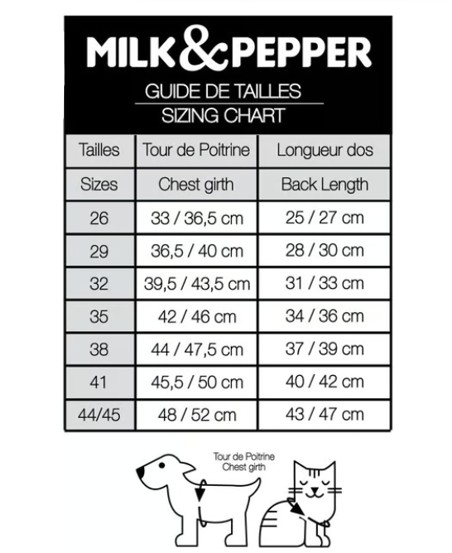 MILK&PEPPER
GUIDE DE TAILLES
SIZING CHART
Tailles Tour de Poitrine Longueur dos
Sizes Chest girth Back Length
26 33 / 36,5 cm 25 / 27 cm
29 36,5 / 40 cm 28 / 30 cm
32 39,5 / 43,5 cm 31 / 33 cm
35 42 / 46 cm 34 / 36 cm
38 44 / 47,5 cm 37 / 39 cm
41 45,5 / 50 cm 40 / 42 cm
44/45 48 / 52 cm 43 / 47 cm
Tour de Poitrine
Chest girth